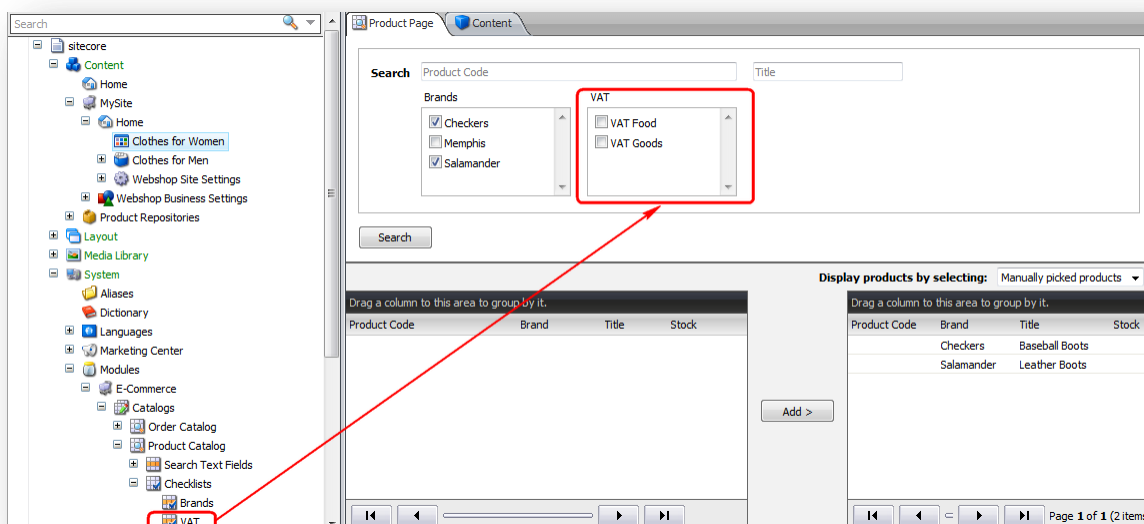 Search
sitecore
Content
Home
MySite
Home
Clothes for Women
Clothes for Men
Webshop Site Settings
Webshop Business Settings
Product Repositories
Layout
Media Library
System
Aliases
Dictionary
Languages
Marketing Center
Modules
E-Commerce
Catalogs
Order Catalog
Product Catalog
Search Text Fields
Checklists
Brands
VAT
Product Page Content
Search Product Code Title
Brands VAT
Checkers VAT Food
Memphis VAT Goods
Salamander
Search
Display products by selecting: Manually picked products
Drag a column to this area to group by it.
Product Code Brand Title Stock
Add >
Drag a column to this area to group by it.
Product Code Brand Title Stock
Checkers Baseball Boots
Salamander Leather Boots
Page 1 of 1 (2 items